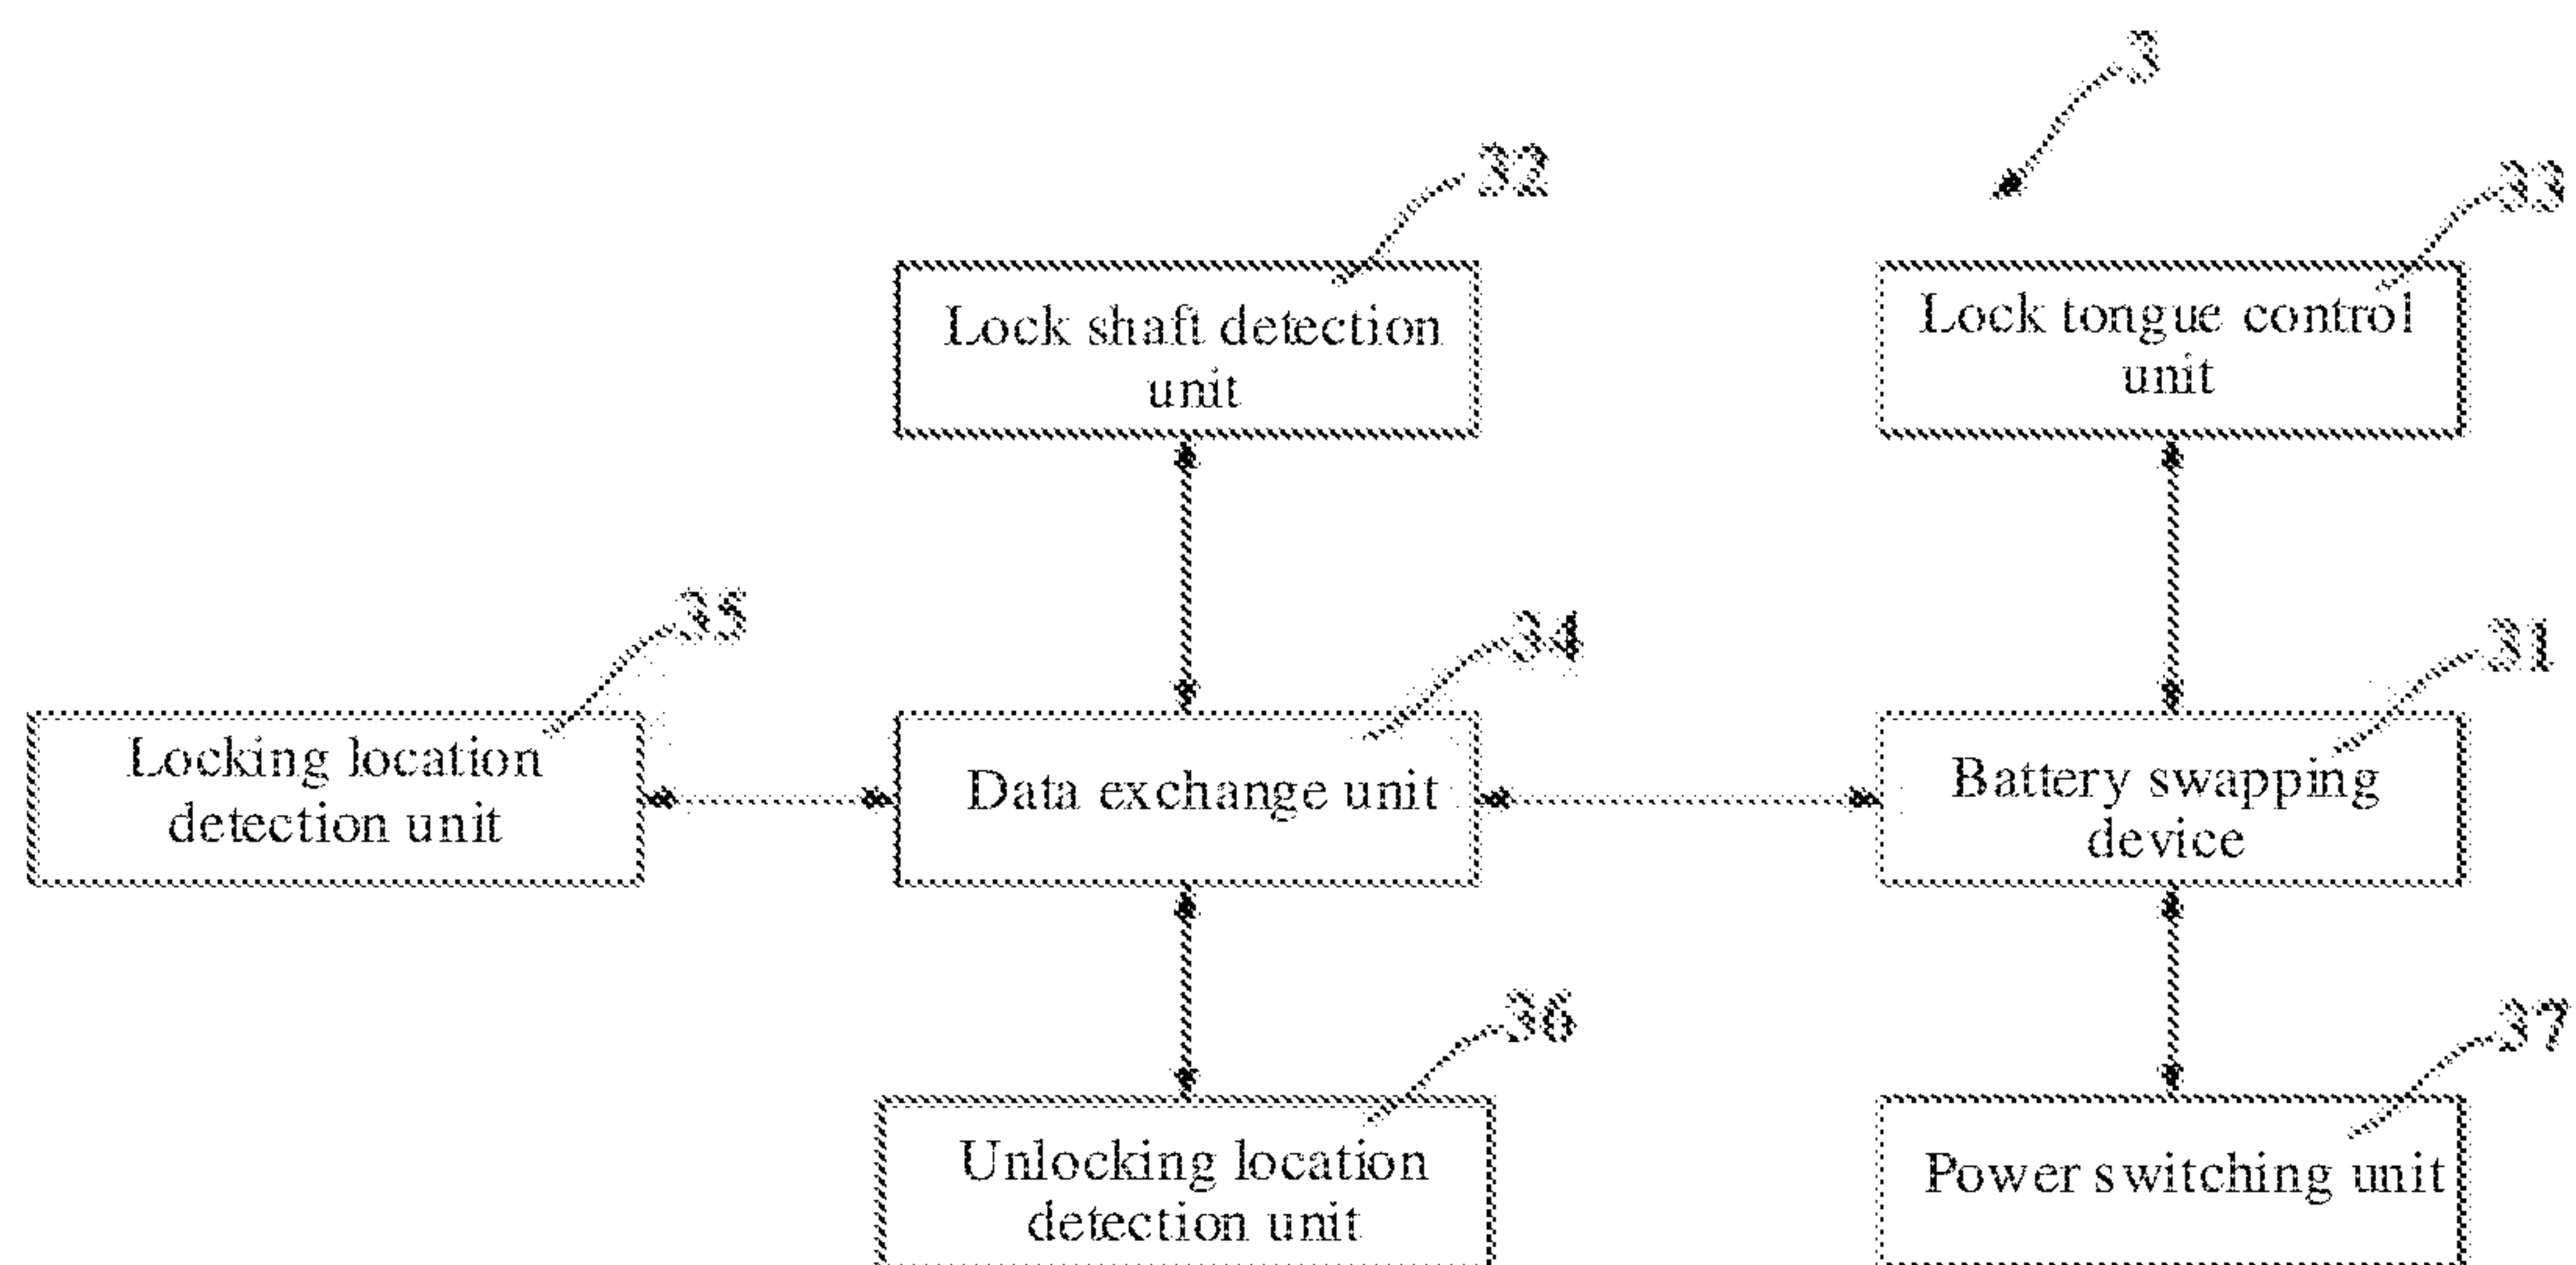 3
32
33
Lock shaft detection
unit
Lock tongue control
unit
35
34
31
Locking location
detection unit
Data exchange unit
Battery swapping
device
36
37
Unlocking location
detection unit
Power switching unit